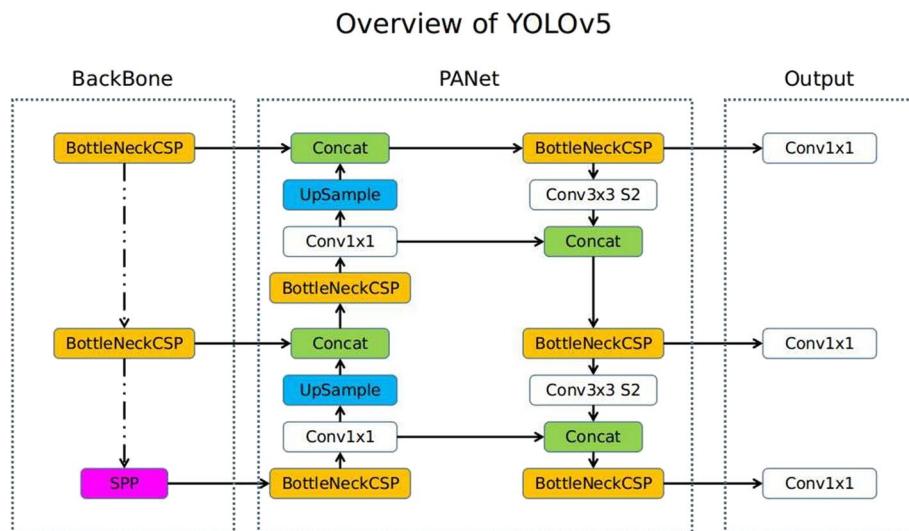 Overview of YOLOv5
BackBone
PANet
Output
BottleNeckCSP
Concat
BottleNeckCSP
Conv1x1
UpSample
Conv3x3 S2
Conv1x1
Concat
BottleNeckCSP
BottleNeckCSP
Concat
BottleNeckCSP
Conv1x1
UpSample
Conv3x3 S2
Conv1x1
Concat
SPP
BottleNeckCSP
BottleNeckCSP
Conv1x1